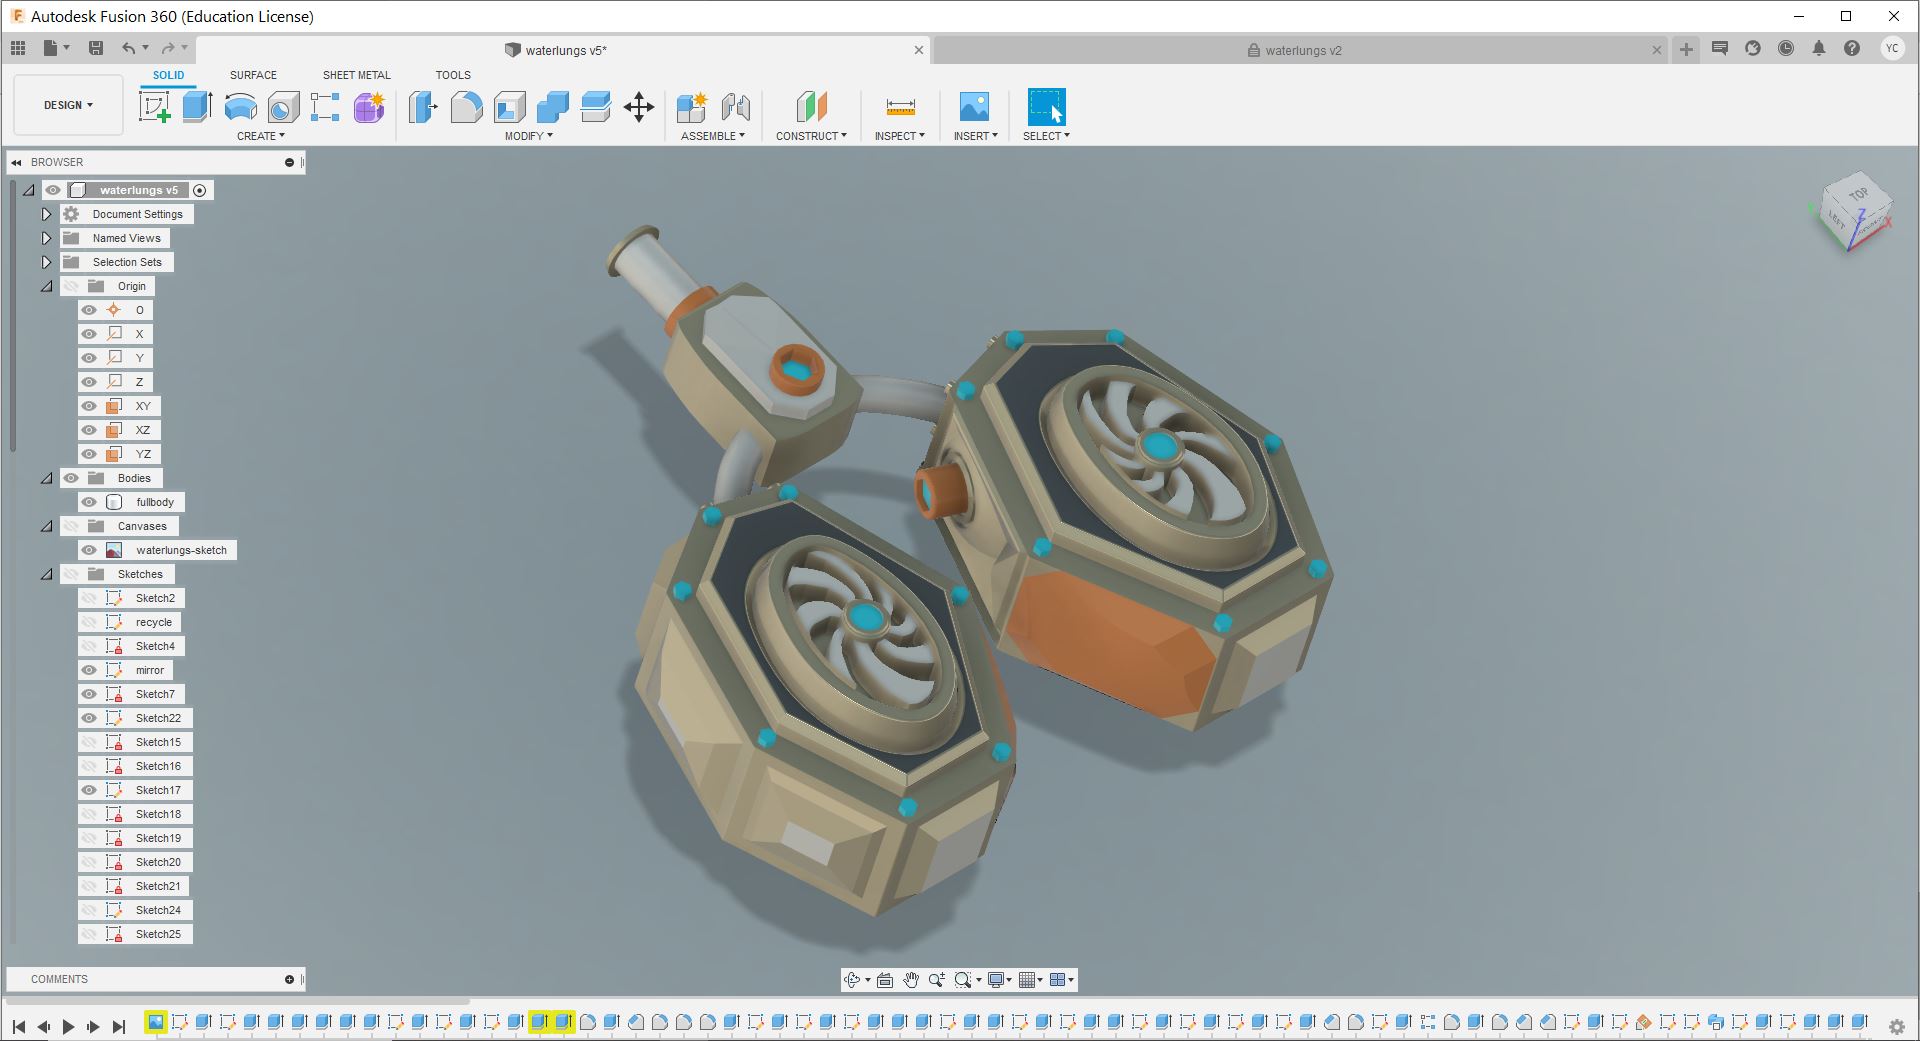 Autodesk Fusion 360 (Education License)
waterlungs v5*
waterlungs v2
YC
DESIGN
SOLID
SURFACE
SHEET METAL
TOOLS
CREATE
MODIFY
ASSEMBLE
CONSTRUCT
INSPECT
INSERT
SELECT
BROWSER
waterlungs v5
Document Settings
Named Views
Selection Sets
Origin
O
X
Y
Z
XY
XZ
YZ
Bodies
fullbody
Canvases
waterlungs-sketch
Sketches
Sketch2
recycle
Sketch4
mirror
Sketch7
Sketch22
Sketch15
Sketch16
Sketch17
Sketch18
Sketch19
Sketch20
Sketch21
Sketch24
Sketch25
COMMENTS
TOP
LEFT
Z
X